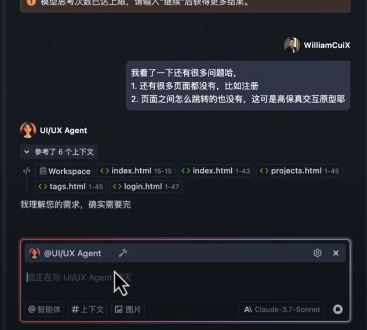 模型思考次数已达上限，请输入"继续"后获得更多结果。
WilliamCuiX
我看了一下还有很多问题哈，
1. 还有很多页面都没有，比如注册
2. 页面之间怎么跳转的也没有，这可是高保真交互原型耶
UI/UX Agent
参考了 6 个上下文
Workspace index.html 15-15 index.html 1-43 projects.html 1-45
tags.html 1-45 login.html 1-47
我理解您的需求，确实需要完
@UI/UX Agent
您正在与 UI/UX Agent 聊天
@智能体 #上下文 图片 Claude-3.7-Sonnet